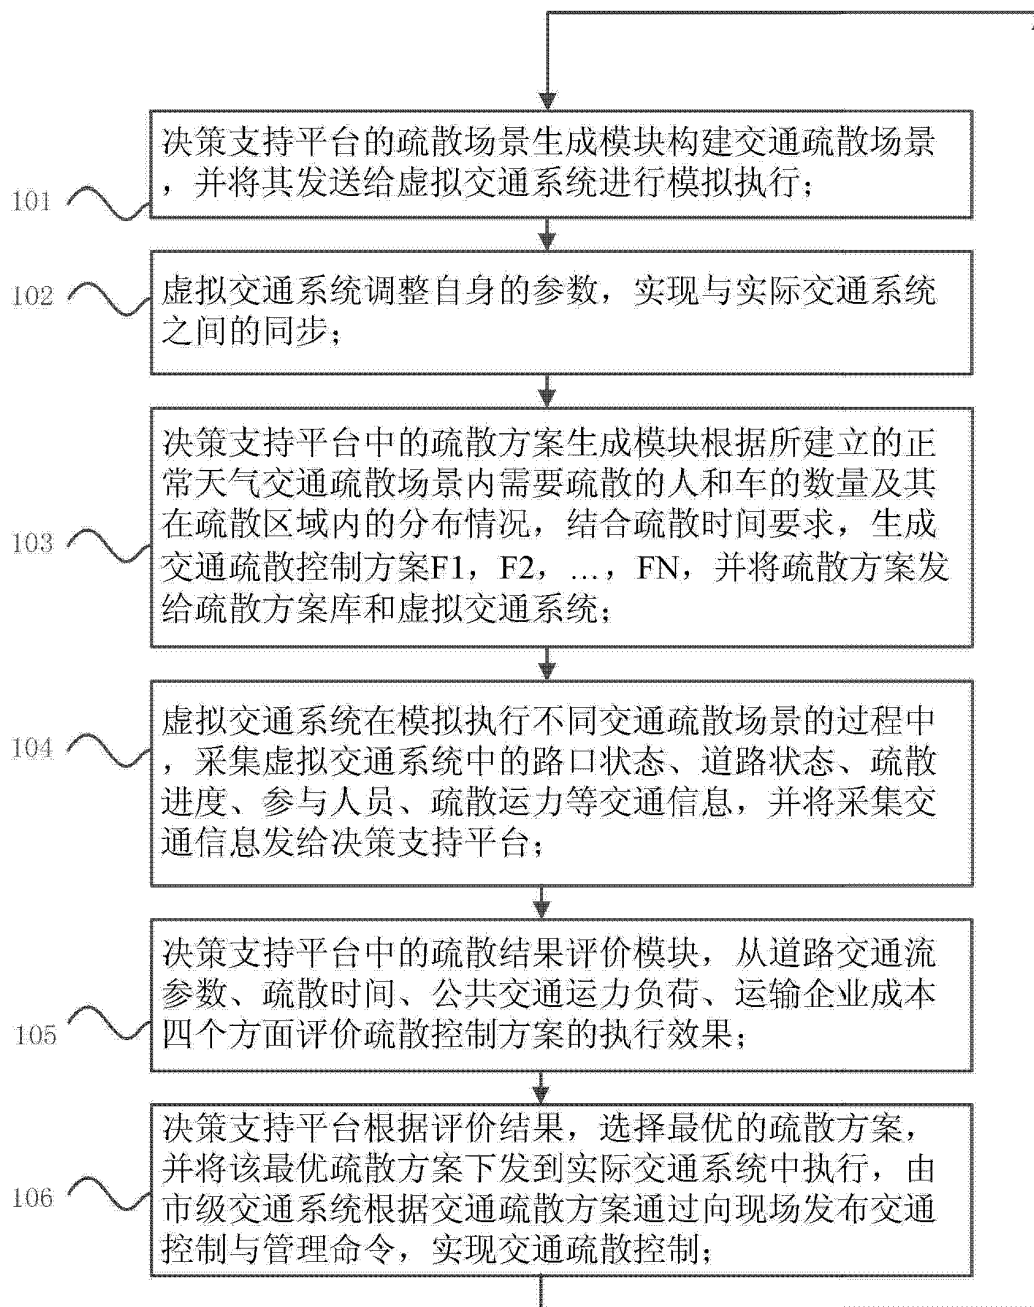 决策支持平台的疏散场景生成模块构建交通疏散场景
，并将其发送给虚拟交通系统进行模拟执行；
101
虚拟交通系统调整自身的参数，实现与实际交通系统
之间的同步；
102
决策支持平台中的疏散方案生成模块根据所建立的正
常天气交通疏散场景内需要疏散的人和车的数量及其
在疏散区域内的分布情况，结合疏散时间要求，生成
交通疏散控制方案F1，F2，…，FN，并将疏散方案发
给疏散方案库和虚拟交通系统；
103
虚拟交通系统在模拟执行不同交通疏散场景的过程中
，采集虚拟交通系统中的路口状态、道路状态、疏散
进度、参与人员、疏散运力等交通信息，并将采集交
通信息发给决策支持平台；
104
决策支持平台中的疏散结果评价模块，从道路交通流
参数、疏散时间、公共交通运力负荷、运输企业成本
四个方面评价疏散控制方案的执行效果；
105
决策支持平台根据评价结果，选择最优的疏散方案，
并将该最优疏散方案下发到实际交通系统中执行，由
市级交通系统根据交通疏散方案通过向现场发布交通
控制与管理命令，实现交通疏散控制；
106